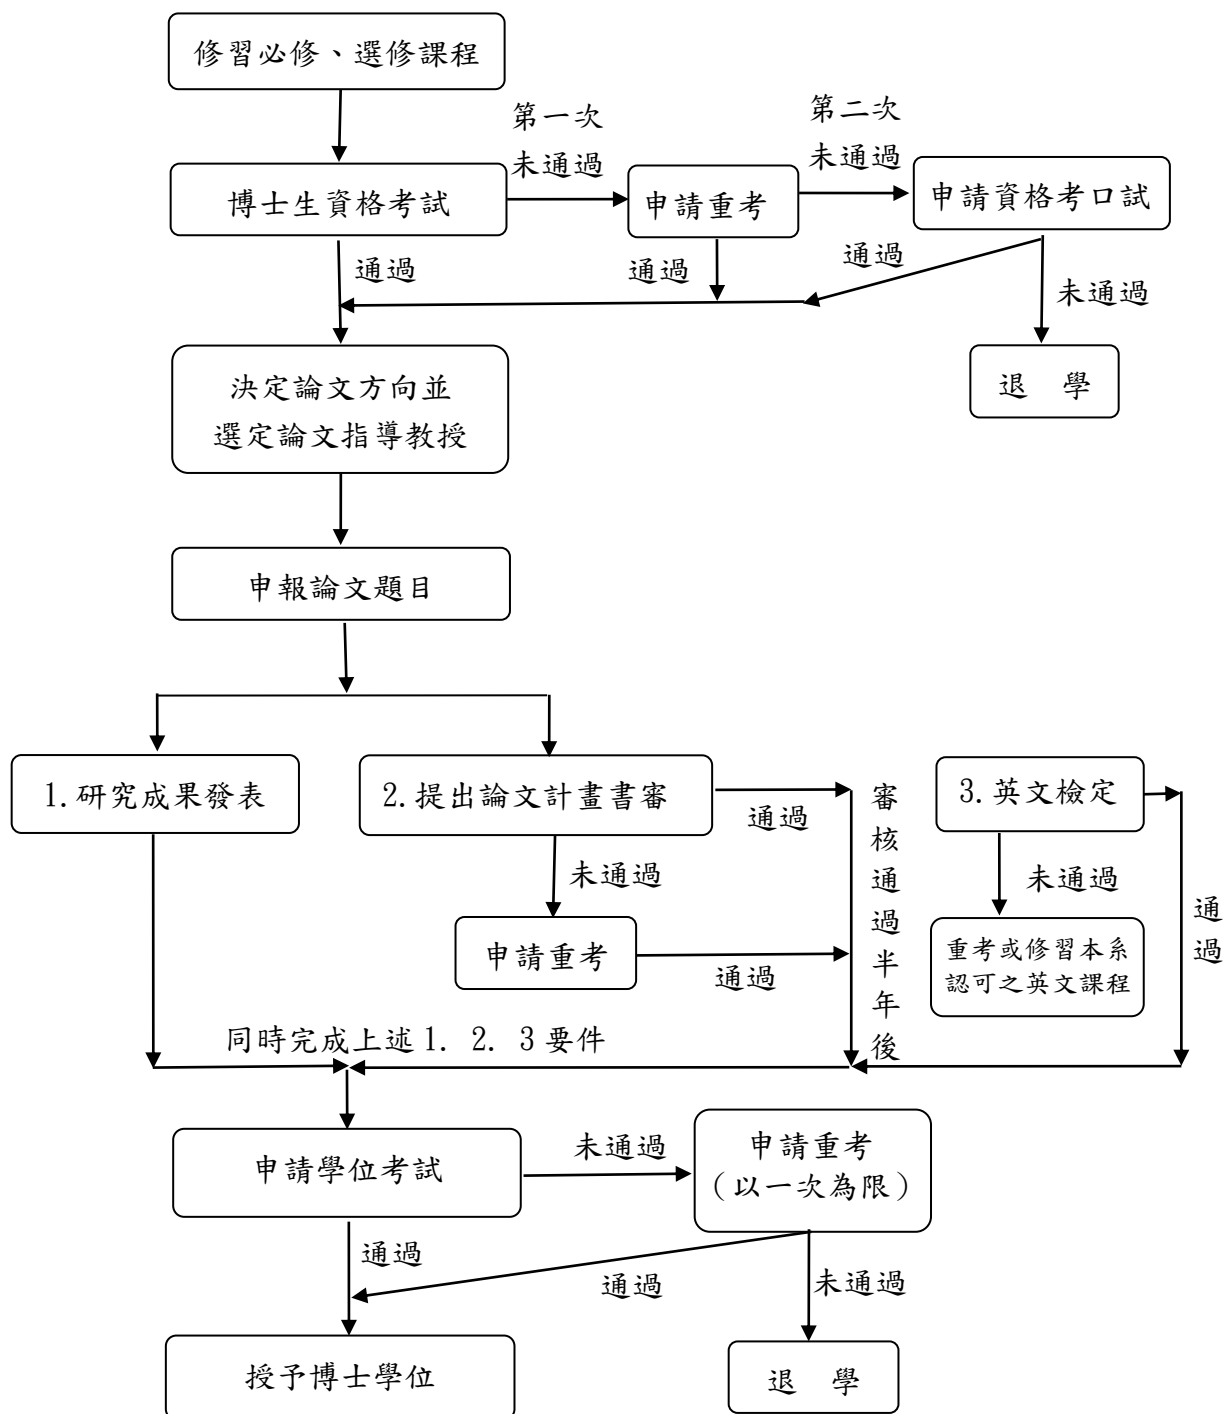 修習必修、選修課程
第一次
未通過
第二次
未通過
博士生資格考試
申請重考
申請資格考口試
通過
通過
通過
未通過
決定論文方向並
選定論文指導教授
退 學
申報論文題目
1.研究成果發表
2.提出論文計畫書審
通過
審核通過半年後
3.英文檢定
未通過
申請重考
通過
未通過
重考或修習本系
認可之英文課程
通過
同時完成上述1. 2. 3要件
申請學位考試
未通過
申請重考
(以一次為限)
通過
通過
未通過
授予博士學位
退 學